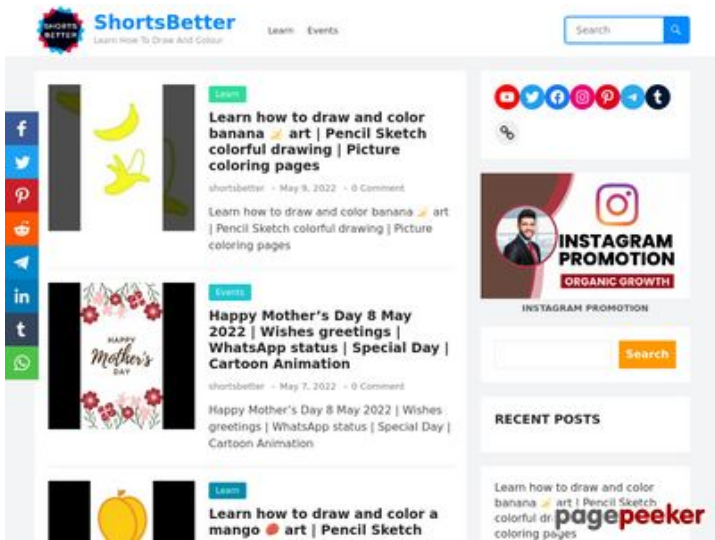 SHORTS
BETTER
ShortsBetter
Learn How To Draw And Colour
Learn Events
Search
Learn
Learn how to draw and color
banana 🍌 art | Pencil Sketch
colorful drawing | Picture
coloring pages
shortsbetter • May 9, 2022 • 0 Comment
Learn how to draw and color banana 🍌 art
| Pencil Sketch colorful drawing | Picture
coloring pages
HAPPY
Mother's
DAY
Events
Happy Mother's Day 8 May
2022 | Wishes greetings |
WhatsApp status | Special Day |
Cartoon Animation
shortsbetter • May 7, 2022 • 0 Comment
Happy Mother's Day 8 May 2022 | Wishes
greetings | WhatsApp status | Special Day |
Cartoon Animation
Learn
Learn how to draw and color a
mango 🥭 art | Pencil Sketch
INSTAGRAM
PROMOTION
ORGANIC GROWTH
INSTAGRAM PROMOTION
Search
RECENT POSTS
Learn how to draw and color
banana 🍌 art | Pencil Sketch
colorful
coloring pages
pagepeeker